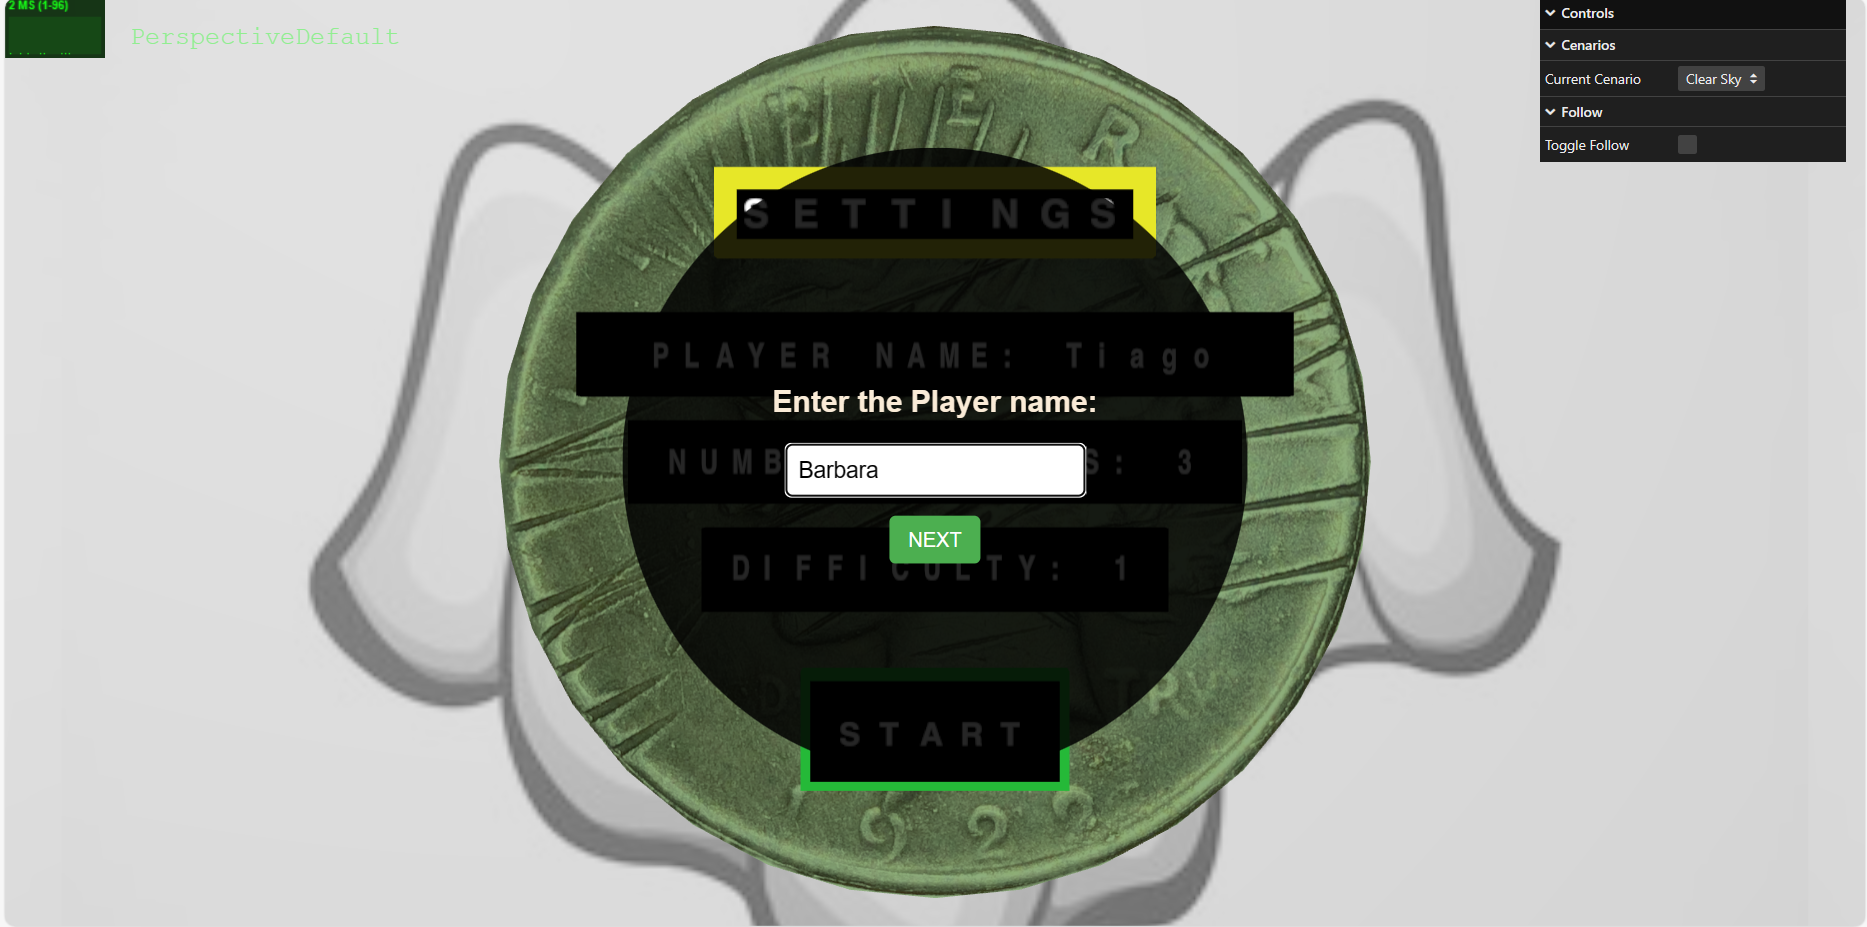 2 MS (1-96)
PerspectiveDefault
Controls
Cenarios
Current Cenario Clear Sky
Follow
Toggle Follow
SETTINGS
PLAYER NAME: Tiago
Enter the Player name:
Barbara
3
NEXT
DIFFICULTY: 1
START